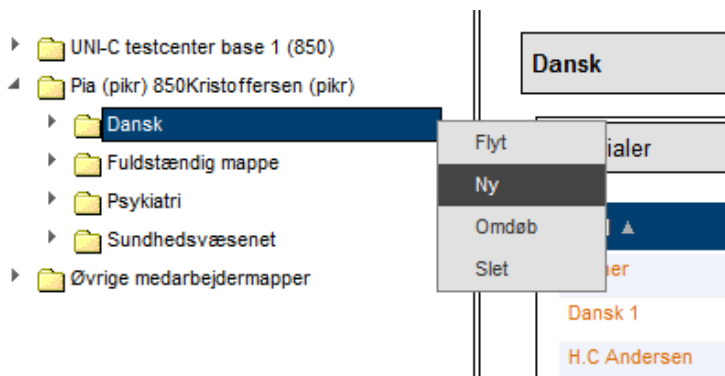 UNI-C testcenter base 1 (850)
Pia (pikr) 850Kristoffersen (pikr)
Dansk
Fuldstændig mappe
Psykiatri
Sundhedsvæsenet
Øvrige medarbejdermapper
Flyt
Ny
Omdøb
Slet
Dansk
Dansk 1
H.C Andersen